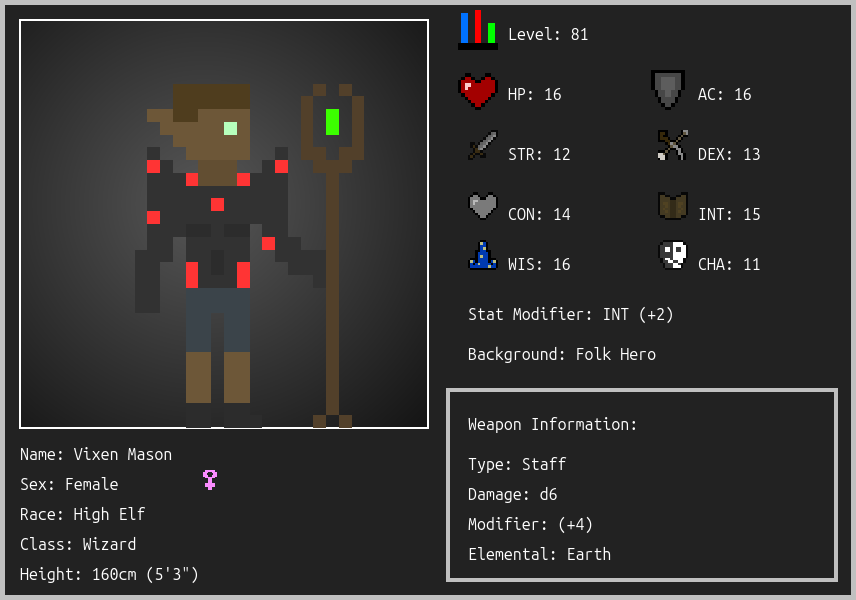 Level: 81
HP: 16
AC: 16
STR: 12
DEX: 13
CON: 14
INT: 15
WIS: 16
CHA: 11
Stat Modifier: INT (+2)
Background: Folk Hero
Name: Vixen Mason
Sex: Female
Race: High Elf
Class: Wizard
Height: 160cm (5'3")
Weapon Information:
Type: Staff
Damage: d6
Modifier: (+4)
Elemental: Earth